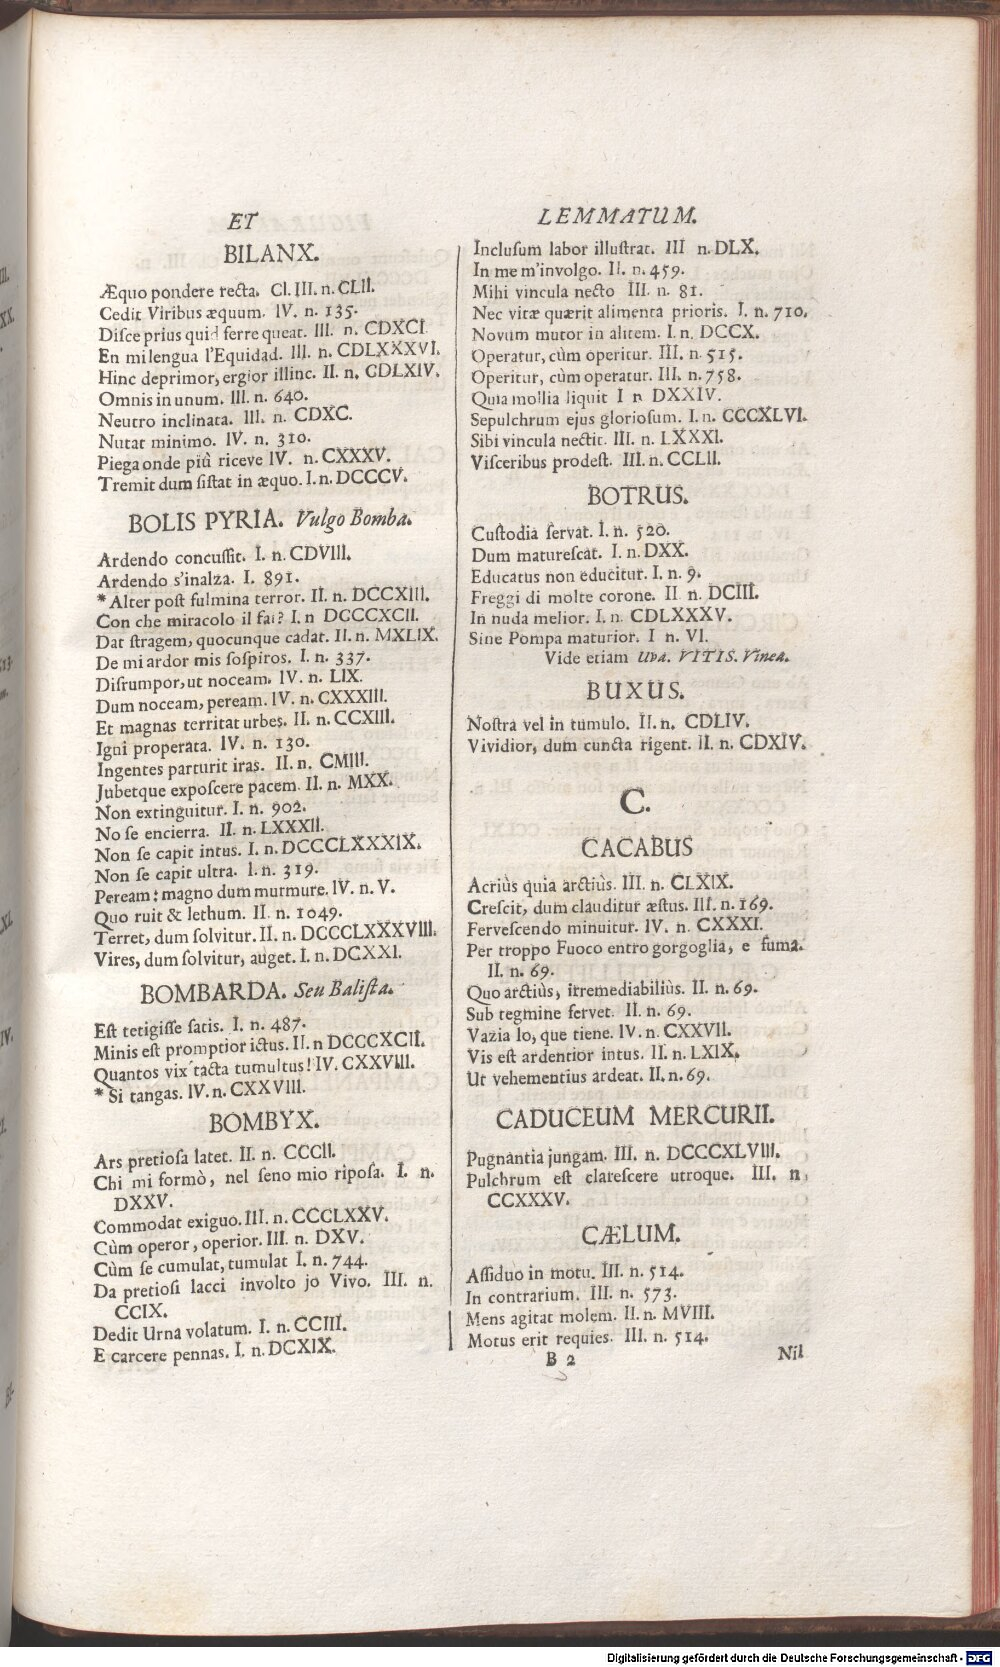 ET
BILANX.
Æquo pondere recta. Cl. III. n. CLII.
Cedit Viribus æquum. IV. n. 135.
Diſce prius quid ferre queat. III. n. CDXCI
En mi lengua l'Equidad. III. n. CDLXXXVI.
Hinc deprimor, ergior illinc. II. n. CDLXIV.
Omnis in unum. III. n. 640.
Neutro inclinata. III. n. CDXC.
Nutat minimo. IV. n. 310.
Piega onde più riceve IV. n. CXXXV.
Tremit dum ſiſtat in æquo. I. n. DCCCV.
BOLIS PYRIA. Vulgo Bomba.
Ardendo concuſſit. I. n. CDVIII.
Ardendo s'inalza. I. 891.
* Alter poſt fulmina terror. II. n. DCCXIII.
Con che miracolo il fai? I. n DCCCXCII.
Dat ſtragem, quocunque cadat. II. n. MXLIX.
De mi ardor mis ſoſpiros. I. n. 337.
Diſrumpor, ut noceam. IV. n. LIX.
Dum noceam, peream. IV. n. CXXXIII.
Et magnas territat urbes. II. n. CCXIII.
Igni properata. IV. n. 130.
Ingentes parturit iras. II. n. CMIII.
Jubetque expoſcere pacem. II. n. MXX.
Non extinguitur. I. n. 902.
No ſe encierra. II. n. LXXXII.
Non ſe capit intus. I. n. DCCCLXXXIX.
Non ſe capit ultra. I. n. 319.
Peream: magno dum murmure. IV. n. V.
Quo ruit & lethum. II. n. 1049.
Terret, dum ſolvitur. II. n. DCCCLXXXVIII.
Vires, dum ſolvitur, auget. I. n. DCXXI.
BOMBARDA. Seu Baliſta.
Eſt tetigiſſe ſatis. I. n. 487.
Minis eſt promptior ictus. II. n DCCCXCII.
Quantos vix tacta tumultus! IV. CXXVIII.
* Si tangas. IV. n. CXXVIII.
BOMBYX.
Ars pretioſa latet. II. n. CCCII.
Chi mi formò, nel ſeno mio ripoſa. I. n.
DXXV.
Commodat exiguo. III. n. CCCLXXV.
Cùm operor, operior. III. n. DXV.
Cùm ſe cumulat, tumulat I. n. 744.
Da pretioſi lacci involto jo Vivo. III. n.
CCIX.
Dedit Urna volatum. I. n. CCIII.
E carcere pennas. I. n. DCXIX.
LEMMATUM.
Incluſum labor illuſtrat. III n. DLX.
In me m'involgo. II. n. 459.
Mihi vincula necto III. n. 81.
Nec vitæ quærit alimenta prioris. I. n. 710.
Novum mutor in alitem. I. n. DCCX.
Operatur, cùm operitur. III. n. 515.
Operitur, cùm operatur. III. n. 758.
Quia mollia liquit I n DXXIV.
Sepulchrum ejus glorioſum. I. n. CCCXLVI.
Sibi vincula nectit. III. n. LXXXI.
Viſceribus prodeſt. III. n. CCLII.
BOTRUS.
Cuſtodia ſervat. I. n. 520.
Dum matureſcat. I. n. DXX.
Educatus non educitur. I. n. 9.
Freggi di molte corone. II n. DCIII.
In nuda melior. I. n. CDLXXXV.
Sine Pompa maturior. I n. VI.
Vide etiam Uva. VITIS. Vinea.
BUXUS.
Noſtra vel in tumulo. II. n. CDLIV.
Vividior, dum cuncta rigent. II. n. CDXIV.
C.
CACABUS
Acriùs quia arctiùs. III. n. CLXIX.
Creſcit, dum clauditur æſtus. III. n. 169.
Ferveſcendo minuitur. IV. n. CXXXI.
Per troppo Fuoco entro gorgoglia, e fuma.
II. n. 69.
Quo arctiùs, irremediabiliùs. II. n. 69.
Sub tegmine fervet. II. n. 69.
Vazia lo, que tiene. IV. n. CXXVII.
Vis eſt ardentior intus. II. n. LXIX.
Ut vehementius ardeat. II. n. 69.
CADUCEUM MERCURII.
Pugnantia jungam. III. n. DCCCXLVIII.
Pulchrum eſt clareſcere utroque. III. n.
CCXXXV.
CÆLUM.
Aſſiduo in motu. III. n. 514.
In contrarium. III. n. 573.
Mens agitat molem. II. n. MVIII.
Motus erit requies. III. n. 514.
B 2
Nil
Digitalisierung gefördert durch die Deutsche Forschungsgemeinschaft - DFG